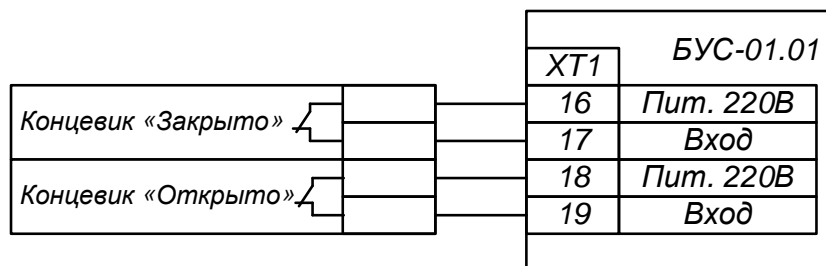 БУС-01.01
XT1
Концевик «Закрыто»
16 Пит. 220В
17 Вход
Концевик «Открыто»
18 Пит. 220В
19 Вход